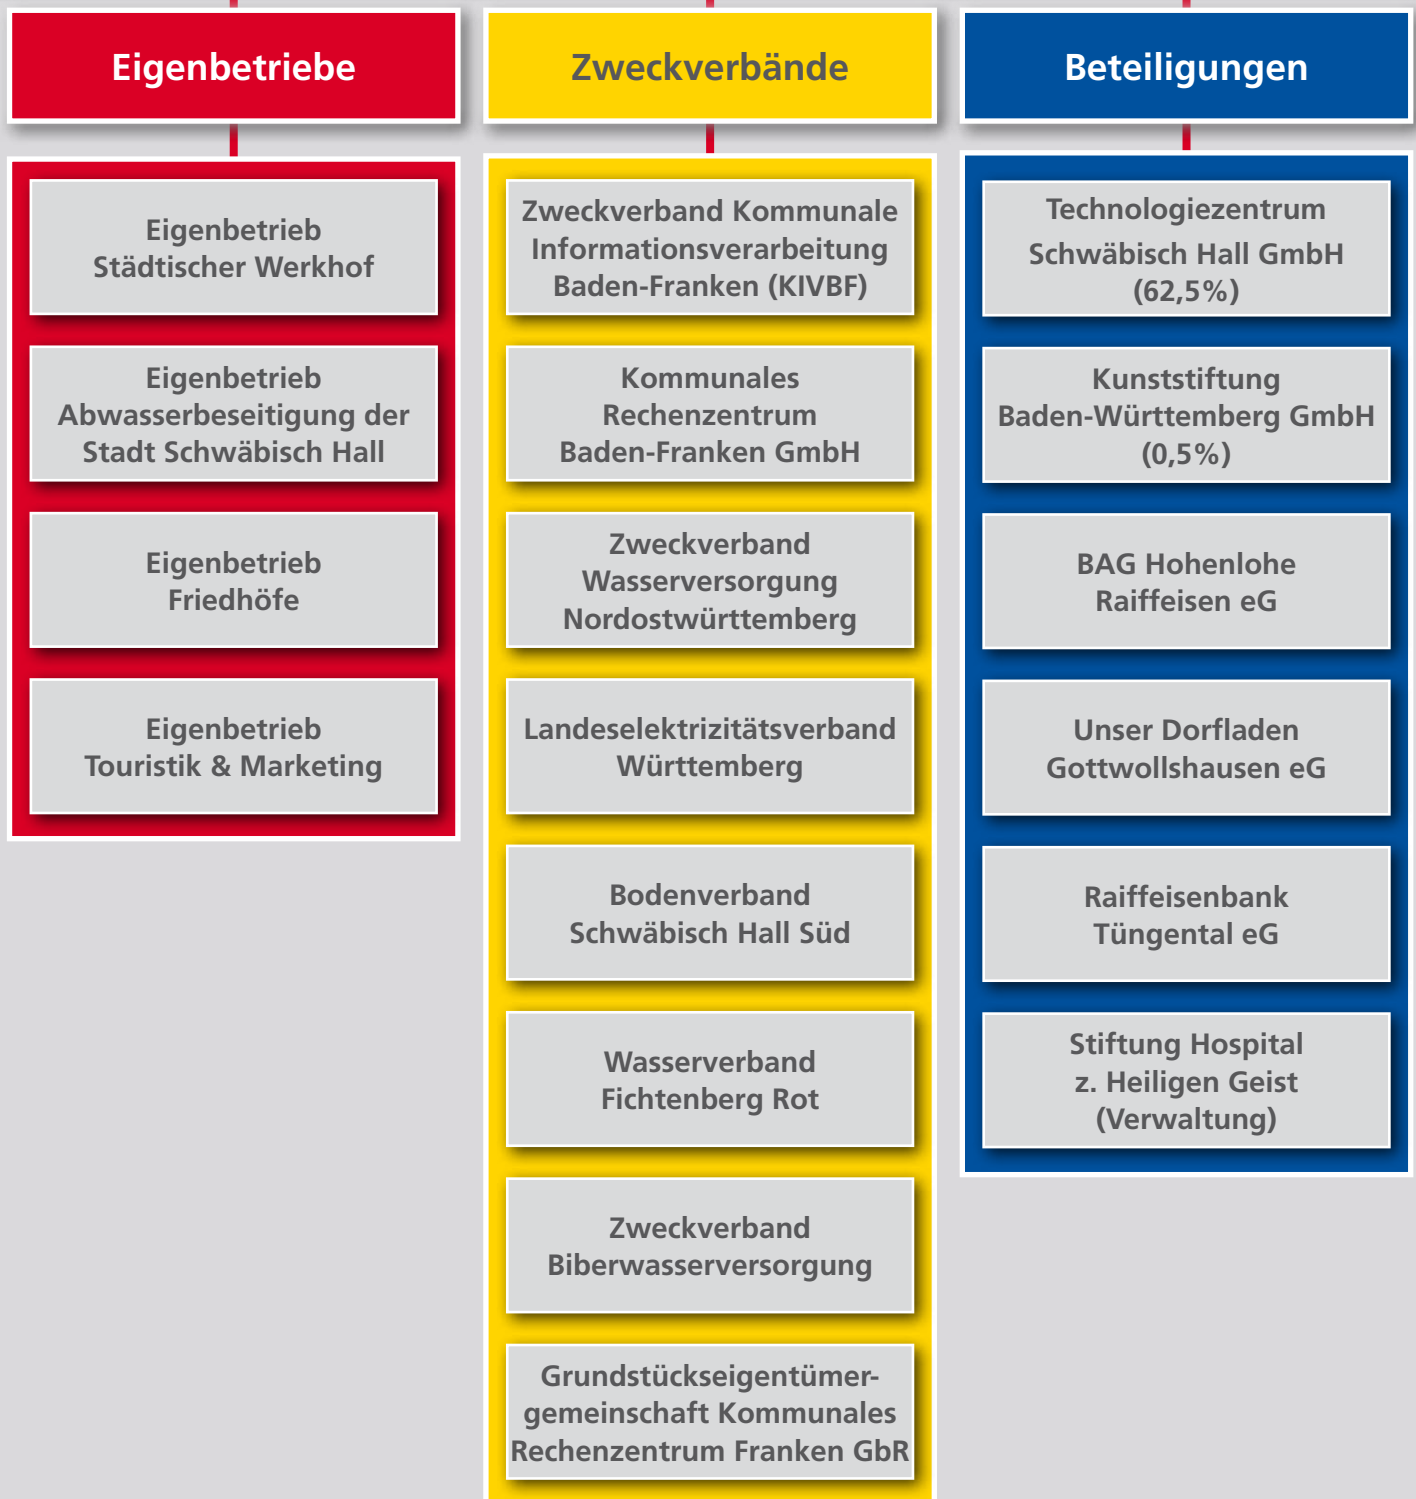 Eigenbetriebe
Eigenbetrieb
Städtischer Werkhof
Eigenbetrieb
Abwasserbeseitigung der
Stadt Schwäbisch Hall
Eigenbetrieb
Friedhöfe
Eigenbetrieb
Touristik & Marketing
Zweckverbände
Zweckverband Kommunale
Informationsverarbeitung
Baden-Franken (KIVBF)
Kommunales
Rechenzentrum
Baden-Franken GmbH
Zweckverband
Wasserversorgung
Nordostwürttemberg
Landeselektrizitätsverband
Württemberg
Bodenverband
Schwäbisch Hall Süd
Wasserverband
Fichtenberg Rot
Zweckverband
Biberwasserversorgung
Grundstückseigentümer-
gemeinschaft Kommunales
Rechenzentrum Franken GbR
Beteiligungen
Technologiezentrum
Schwäbisch Hall GmbH
(62,5%)
Kunststiftung
Baden-Württemberg GmbH
(0,5%)
BAG Hohenlohe
Raiffeisen eG
Unser Dorfladen
Gottwollshausen eG
Raiffeisenbank
Tüngental eG
Stiftung Hospital
z. Heiligen Geist
(Verwaltung)